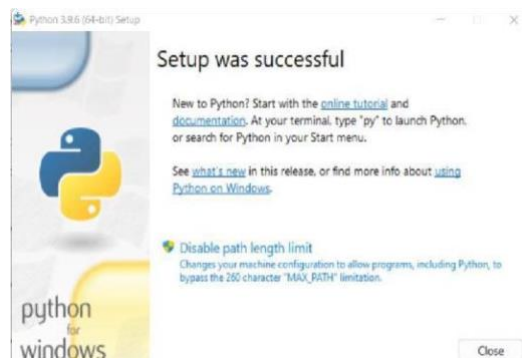 Python 3.9.6 (64-bit) Setup
Setup was successful
New to Python? Start with the online tutorial and
documentation. At your terminal, type "py" to launch Python,
or search for Python in your Start menu.
See what's new in this release, or find more info about using
Python on Windows.
Disable path length limit
Changes your machine configuration to allow programs, including Python, to
bypass the 260 character "MAX_PATH" limitation.
python
for
windows
Close